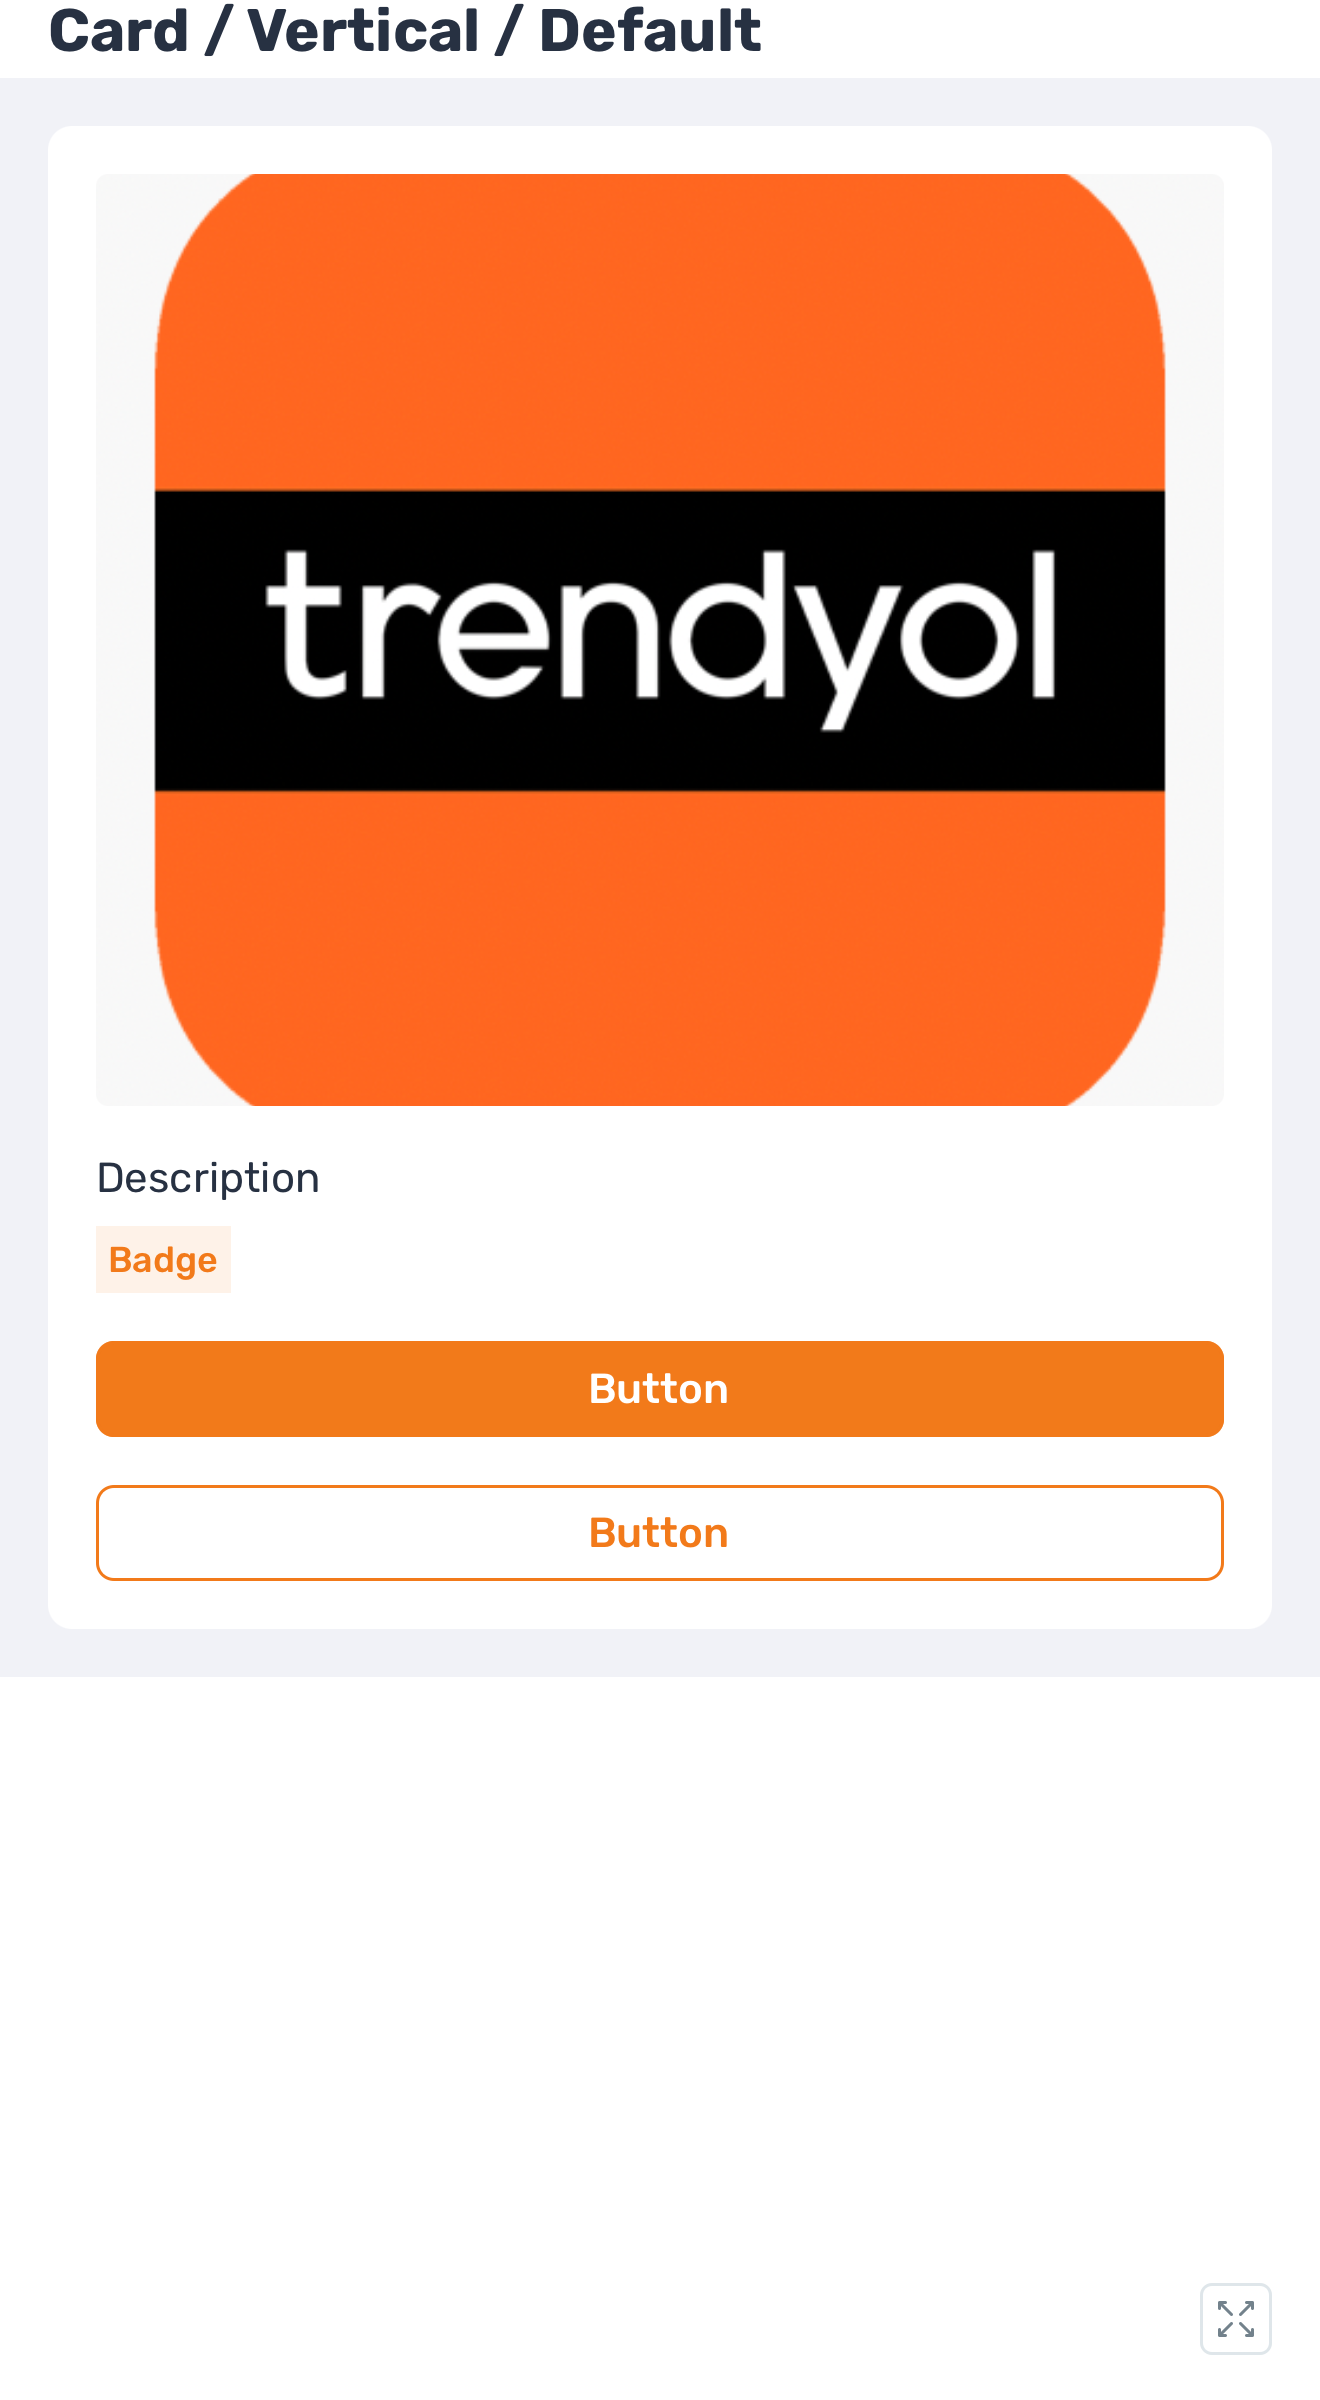 Card / Vertical / Default
trendyol
Description
Badge
Button
Button